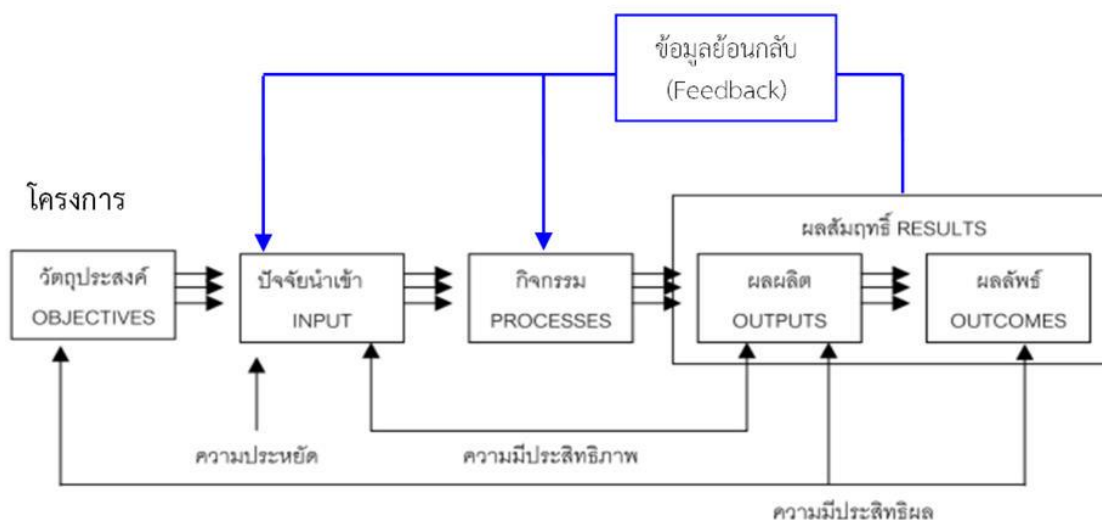 ข้อมูลย้อนกลับ
(Feedback)
โครงการ
ผลสัมฤทธิ์ RESULTS
วัตถุประสงค์
OBJECTIVES
ปัจจัยนำเข้า
INPUT
กิจกรรม
PROCESSES
ผลผลิต
OUTPUTS
ผลลัพธ์
OUTCOMES
ความประหยัด
ความมีประสิทธิภาพ
ความมีประสิทธิผล